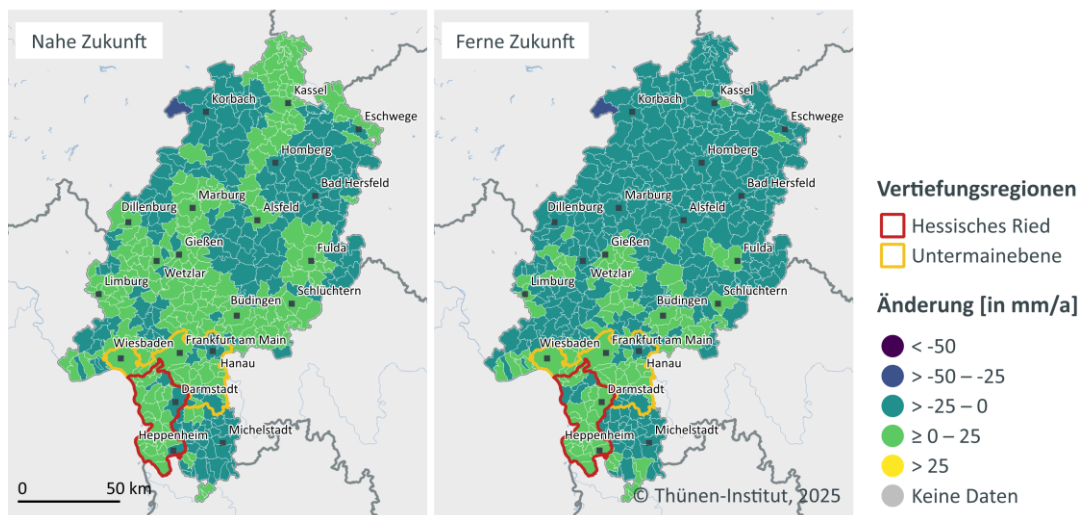 Nahe Zukunft
Kassel
Korbach
Eschwege
Homberg
Bad Hersfeld
Marburg
Dillenburg
Alsfeld
Gießen
Fulda
Wetzlar
Limburg
Schlüchtern
Büdingen
Wiesbaden
Frankfurt am Main
Hanau
Darmstadt
Heppenheim
Michelstadt
0 50 km
Ferne Zukunft
Kassel
Korbach
Eschwege
Homberg
Bad Hersfeld
Marburg
Dillenburg
Alsfeld
Gießen
Fulda
Wetzlar
Limburg
Schlüchtern
Büdingen
Wiesbaden
Frankfurt am Main
Hanau
Darmstadt
Heppenheim
Michelstadt
© Thünen-Institut, 2025
Vertiefungsregionen
Hessisches Ried
Untermainebene
Änderung [in mm/a]
< -50
> -50 – -25
> -25 – 0
≥ 0 – 25
> 25
Keine Daten